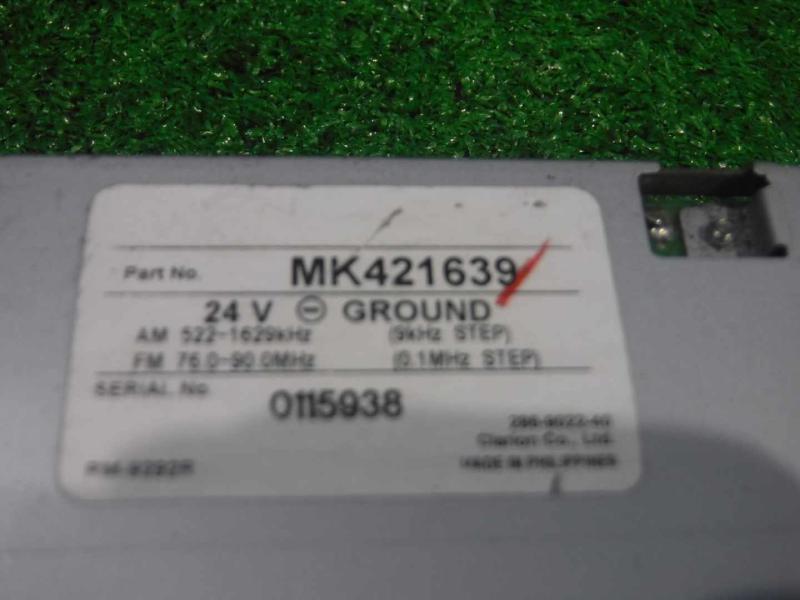 Part No. MK421639
24 V ⊖ GROUND
AM 522-1629kHz (9kHz STEP)
FM 76.0-90.0MHz (0.1MHz STEP)
SERIAL No.
0115938
Clarion Co., Ltd.
MADE IN PHILIPPINES